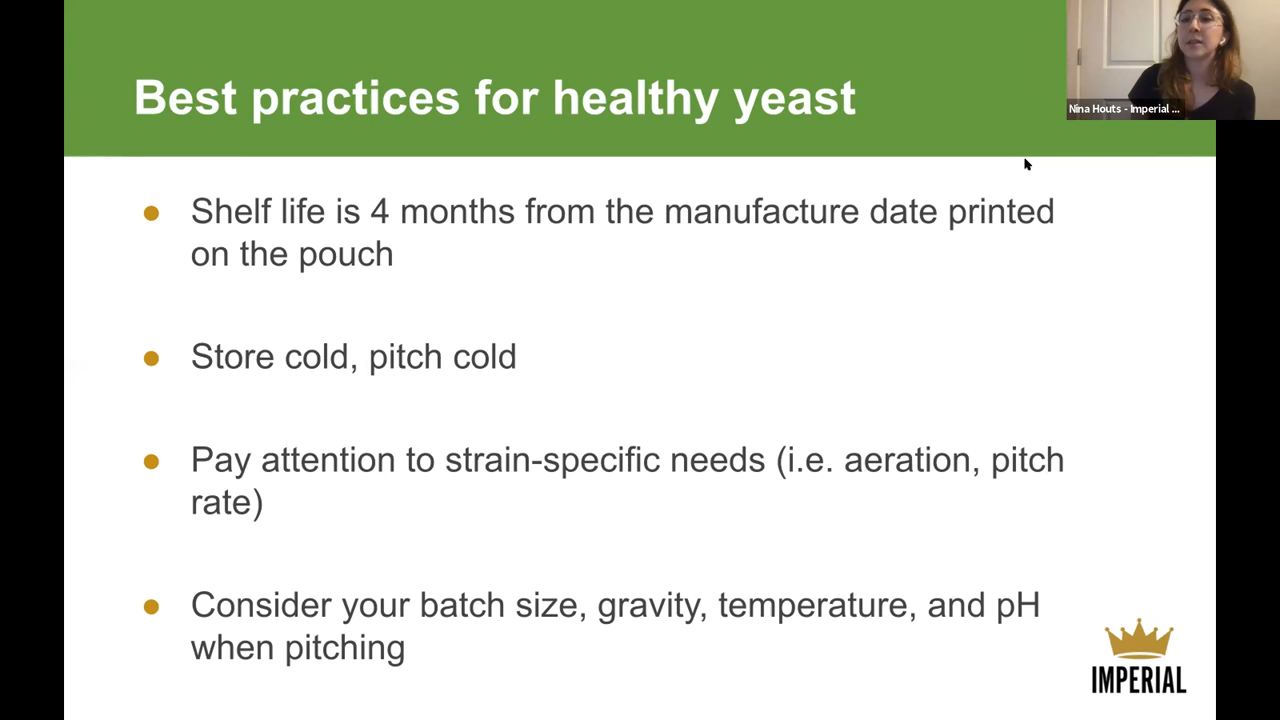 Best practices for healthy yeast
Nina Houts - Imperial ...
● Shelf life is 4 months from the manufacture date printed
on the pouch
● Store cold, pitch cold
● Pay attention to strain-specific needs (i.e. aeration, pitch
rate)
● Consider your batch size, gravity, temperature, and pH
when pitching
IMPERIAL